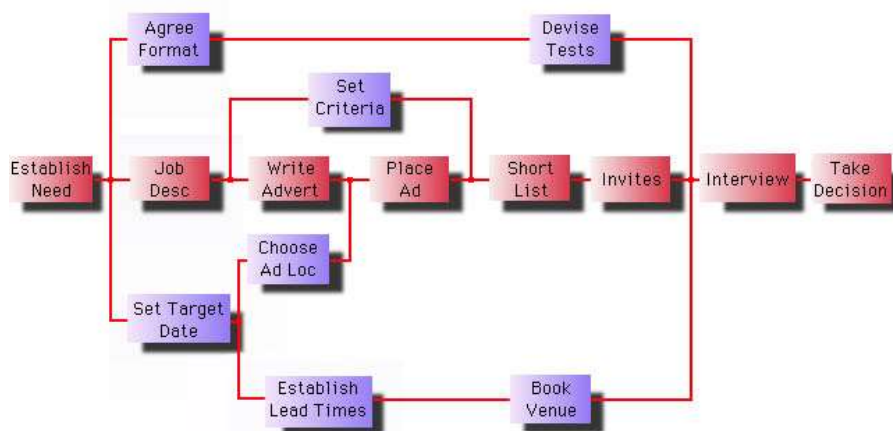 Agree
Format
Devise
Tests
Set
Criteria
Establish
Need
Job
Desc
Write
Advert
Place
Ad
Short
List
Invites
Interview
Take
Decision
Choose
Ad Loc
Set Target
Date
Establish
Lead Times
Book
Venue